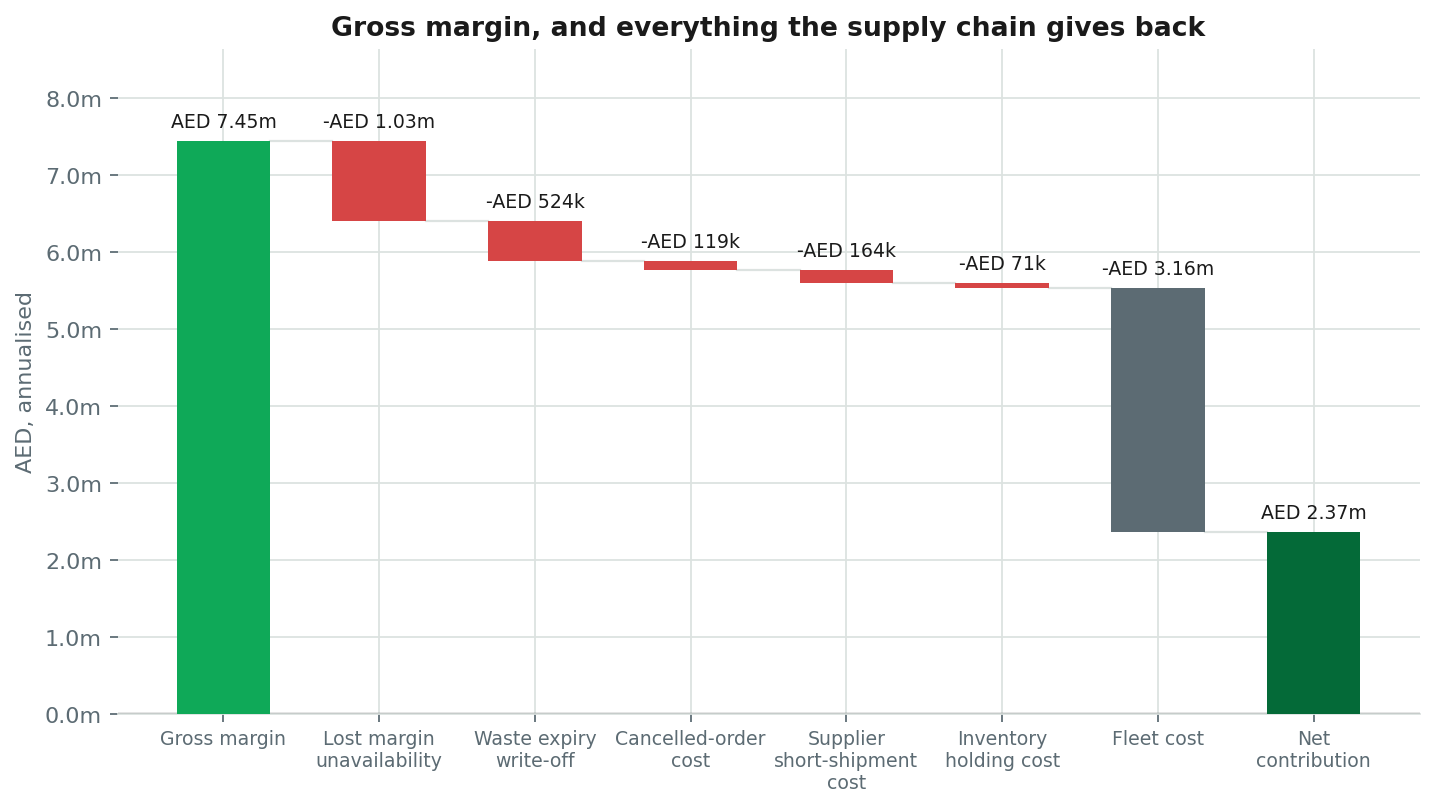 Gross margin, and everything the supply chain gives back
AED, annualised
8.0m
7.0m
6.0m
5.0m
4.0m
3.0m
2.0m
1.0m
0.0m
AED 7.45m
-AED 1.03m
-AED 524k
-AED 119k
-AED 164k
-AED 71k
-AED 3.16m
AED 2.37m
Gross margin
Lost margin
unavailability
Waste expiry
write-off
Cancelled-order
cost
Supplier
short-shipment
cost
Inventory
holding cost
Fleet cost
Net
contribution